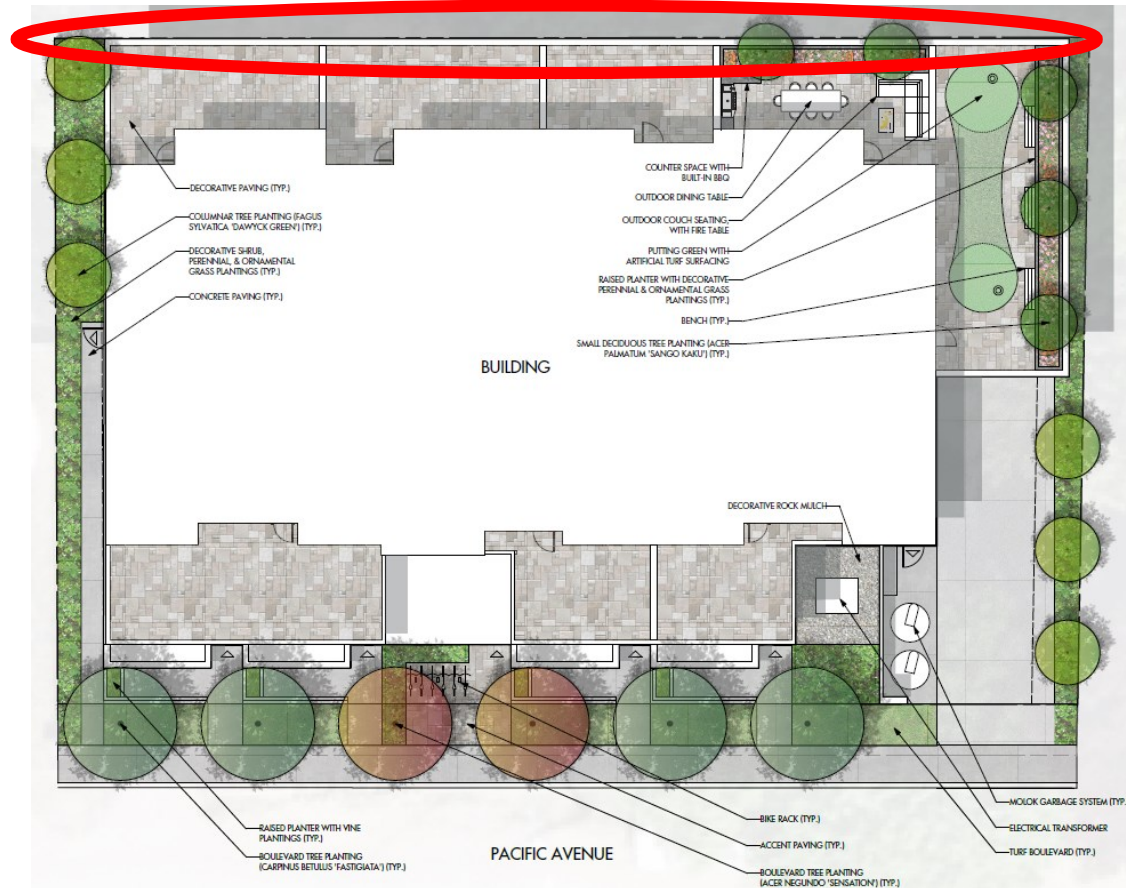 DECORATIVE PAVING (TYP.)
COLUMNAR TREE PLANTING (FAGUS
SYLVATICA 'DAWYCK GREEN') (TYP.)
DECORATIVE SHRUB,
PERENNIAL, & ORNAMENTAL
GRASS PLANTINGS (TYP.)
CONCRETE PAVING (TYP.)
COUNTER SPACE WITH
BUILT-IN BBQ
OUTDOOR DINING TABLE
OUTDOOR COUCH SEATING,
WITH FIRE TABLE
PUTTING GREEN WITH
ARTIFICIAL TURF SURFACING
RAISED PLANTER WITH DECORATIVE
PERENNIAL & ORNAMENTAL GRASS
PLANTINGS (TYP.)
BENCH (TYP.)
SMALL DECIDUOUS TREE PLANTING (ACER
PALMATUM 'SANGO KAKU') (TYP.)
BUILDING
DECORATIVE ROCK MULCH
RAISED PLANTER WITH VINE
PLANTINGS (TYP.)
BOULEVARD TREE PLANTING
(CARPINUS BETULUS 'FASTIGIATA') (TYP.)
PACIFIC AVENUE
BIKE RACK (TYP.)
ACCENT PAVING (TYP.)
BOULEVARD TREE PLANTING
(ACER NEGUNDO 'SENSATION') (TYP.)
MOLOK GARBAGE SYSTEM (TYP.
ELECTRICAL TRANSFORMER
TURF BOULEVARD (TYP.)